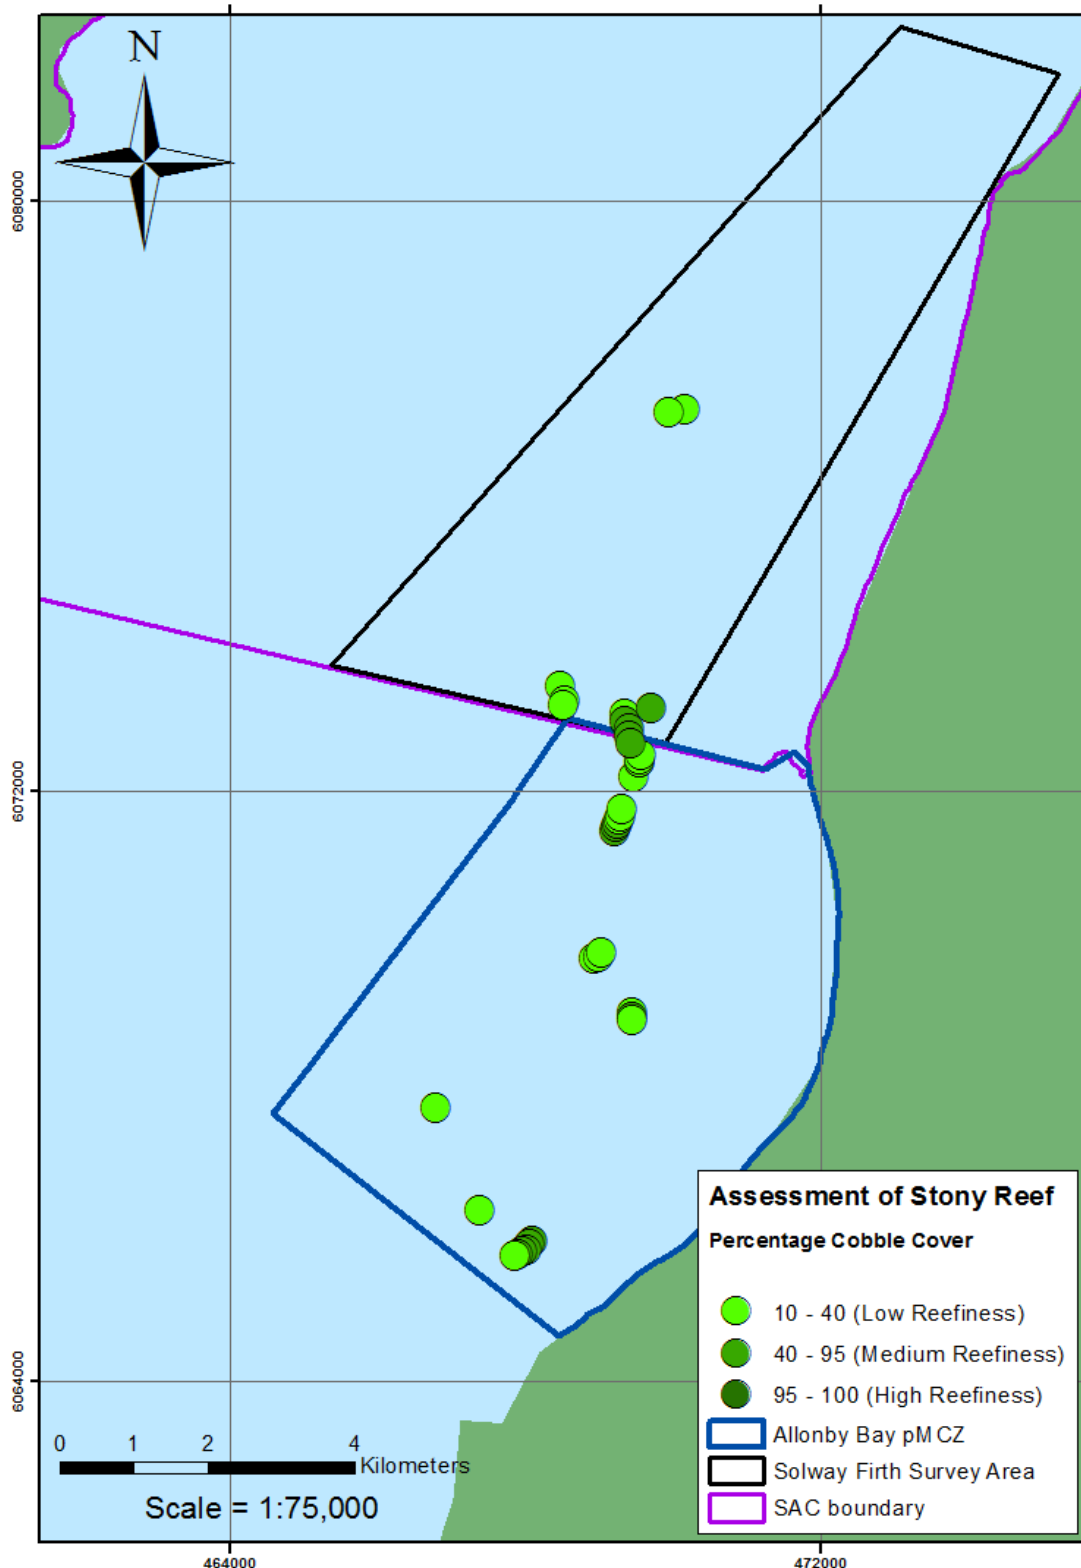 N
6080000
6072000
6064000
Assessment of Stony Reef
Percentage Cobble Cover
10 - 40 (Low Reefiness)
40 - 95 (Medium Reefiness)
95 - 100 (High Reefiness)
Allonby Bay pMCZ
Solway Firth Survey Area
SAC boundary
0 1 2 4
Kilometers
Scale = 1:75,000
464000 472000